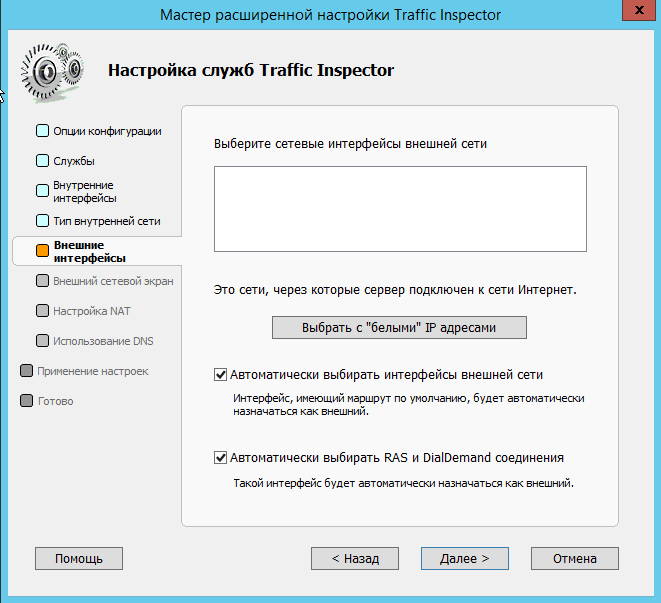 Мастер расширенной настройки Traffic Inspector
x
Настройка служб Traffic Inspector
Опции конфигурации
Службы
Внутренние
интерфейсы
Тип внутренней сети
Внешние
интерфейсы
Внешний сетевой экран
Настройка NAT
Использование DNS
Применение настроек
Готово
Выберите сетевые интерфейсы внешней сети
Это сети, через которые сервер подключен к сети Интернет.
Выбрать с "белыми" IP адресами
Автоматически выбирать интерфейсы внешней сети
Интерфейс, имеющий маршрут по умолчанию, будет автоматически
назначаться как внешний.
Автоматически выбирать RAS и DialDemand соединения
Такой интерфейс будет автоматически назначаться как внешний.
Помощь
< Назад
Далее >
Отмена